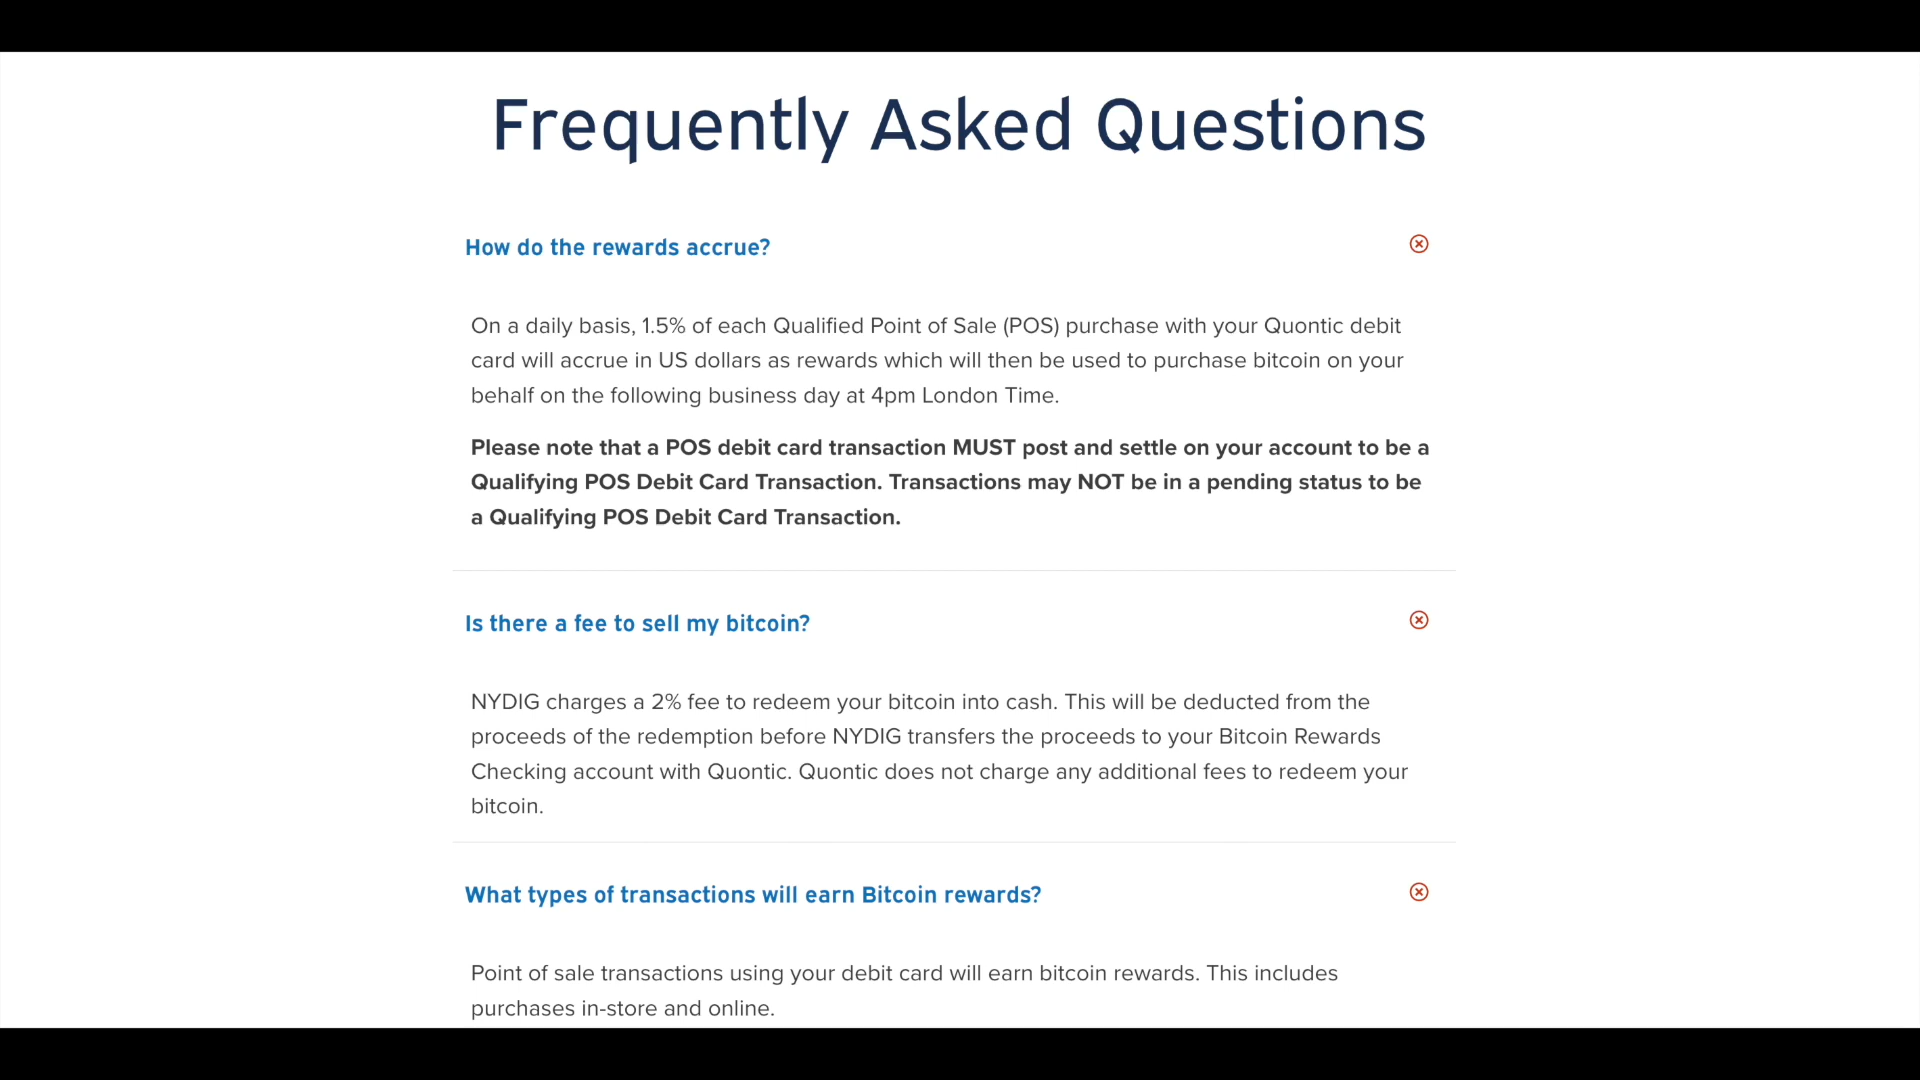 Frequently Asked Questions
How do the rewards accrue?
On a daily basis, 1.5% of each Qualified Point of Sale (POS) purchase with your Quontic debit
card will accrue in US dollars as rewards which will then be used to purchase bitcoin on your
behalf on the following business day at 4pm London Time.
Please note that a POS debit card transaction MUST post and settle on your account to be a
Qualifying POS Debit Card Transaction. Transactions may NOT be in a pending status to be
a Qualifying POS Debit Card Transaction.
Is there a fee to sell my bitcoin?
NYDIG charges a 2% fee to redeem your bitcoin into cash. This will be deducted from the
proceeds of the redemption before NYDIG transfers the proceeds to your Bitcoin Rewards
Checking account with Quontic. Quontic does not charge any additional fees to redeem your
bitcoin.
What types of transactions will earn Bitcoin rewards?
Point of sale transactions using your debit card will earn bitcoin rewards. This includes
purchases in-store and online.